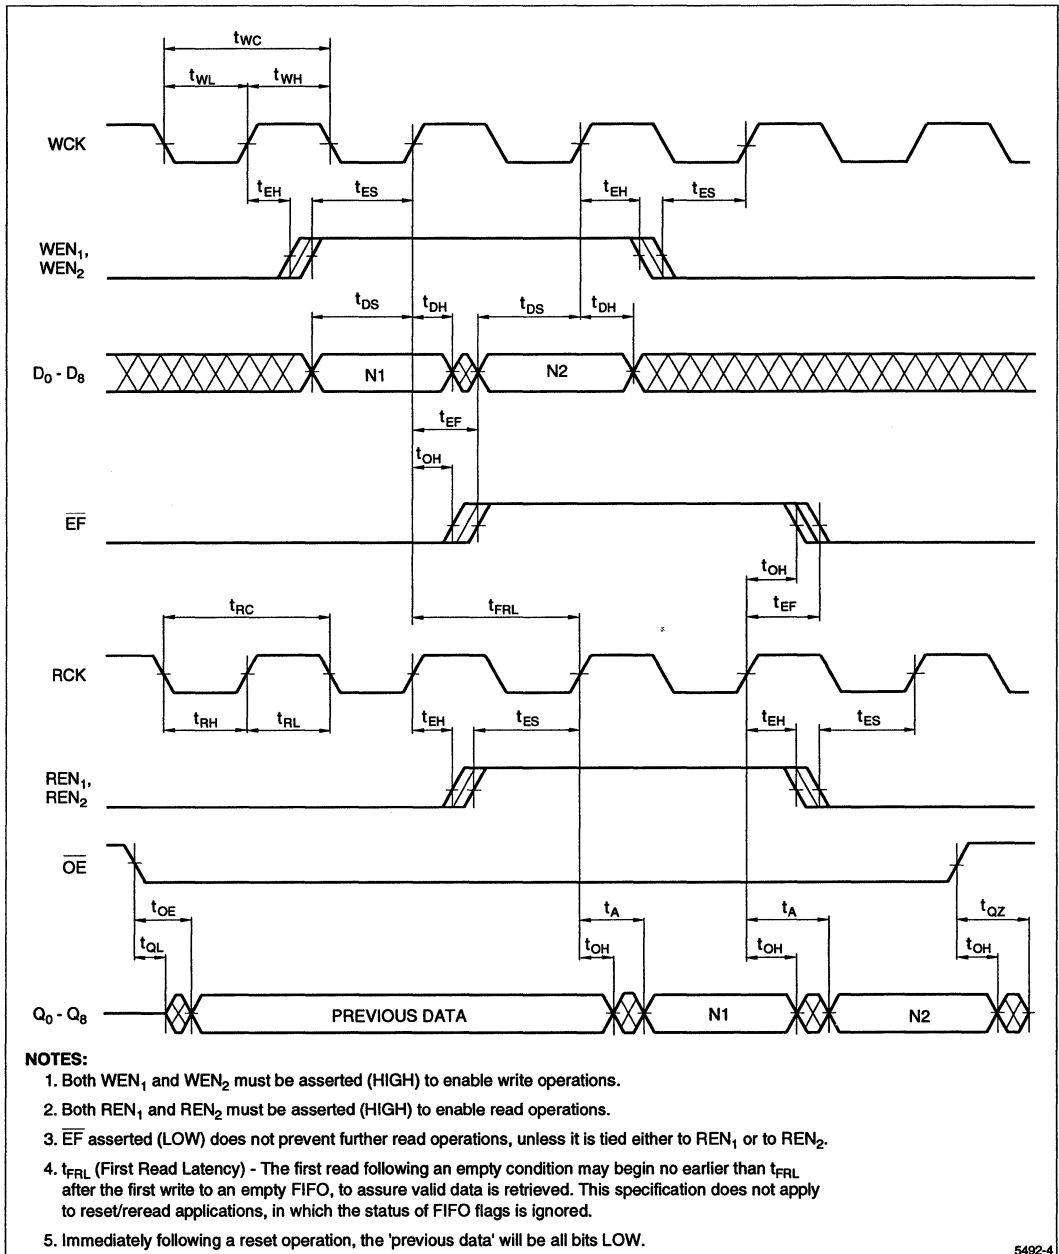 tWC
tWL tWH
WCK
tEH tES tEH tES
WEN1,
WEN2
tDS tDH tDS tDH
D0 - D8 N1 N2
tEF
tOH
EF
tOH
tRC tFRL tEF
RCK
tRH tRL tEH tES tEH tES
REN1,
REN2
OE
tOE tA tA tQZ
tQL tOH tOH tOH
Q0 - Q8 PREVIOUS DATA N1 N2
NOTES:
1. Both WEN1 and WEN2 must be asserted (HIGH) to enable write operations.
2. Both REN1 and REN2 must be asserted (HIGH) to enable read operations.
3. EF asserted (LOW) does not prevent further read operations, unless it is tied either to REN1 or to REN2.
4. tFRL (First Read Latency) - The first read following an empty condition may begin no earlier than tFRL
after the first write to an empty FIFO, to assure valid data is retrieved. This specification does not apply
to reset/reread applications, in which the status of FIFO flags is ignored.
5. Immediately following a reset operation, the 'previous data' will be all bits LOW.
5492-4